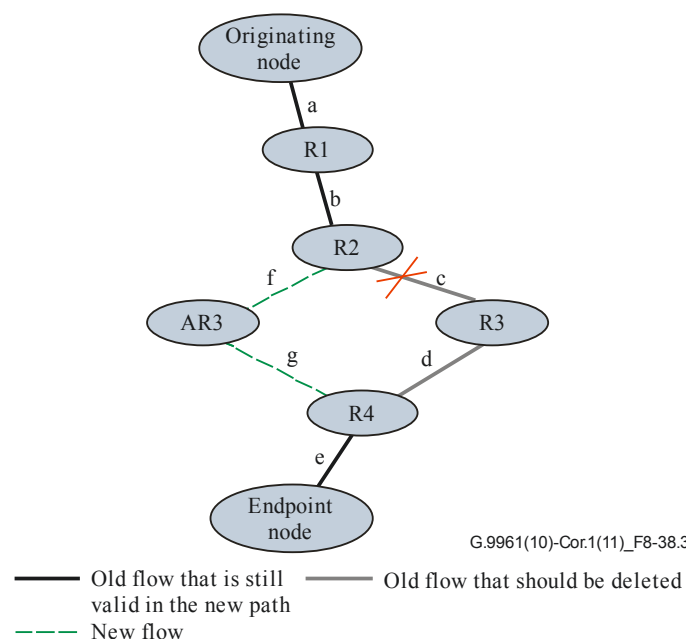 Originating
node
a
R1
b
R2
f
c
AR3
R3
g
d
R4
e
Endpoint
node
G.9961(10)-Cor.1(11)_F8-38.3
Old flow that is still
valid in the new path
Old flow that should be deleted
New flow